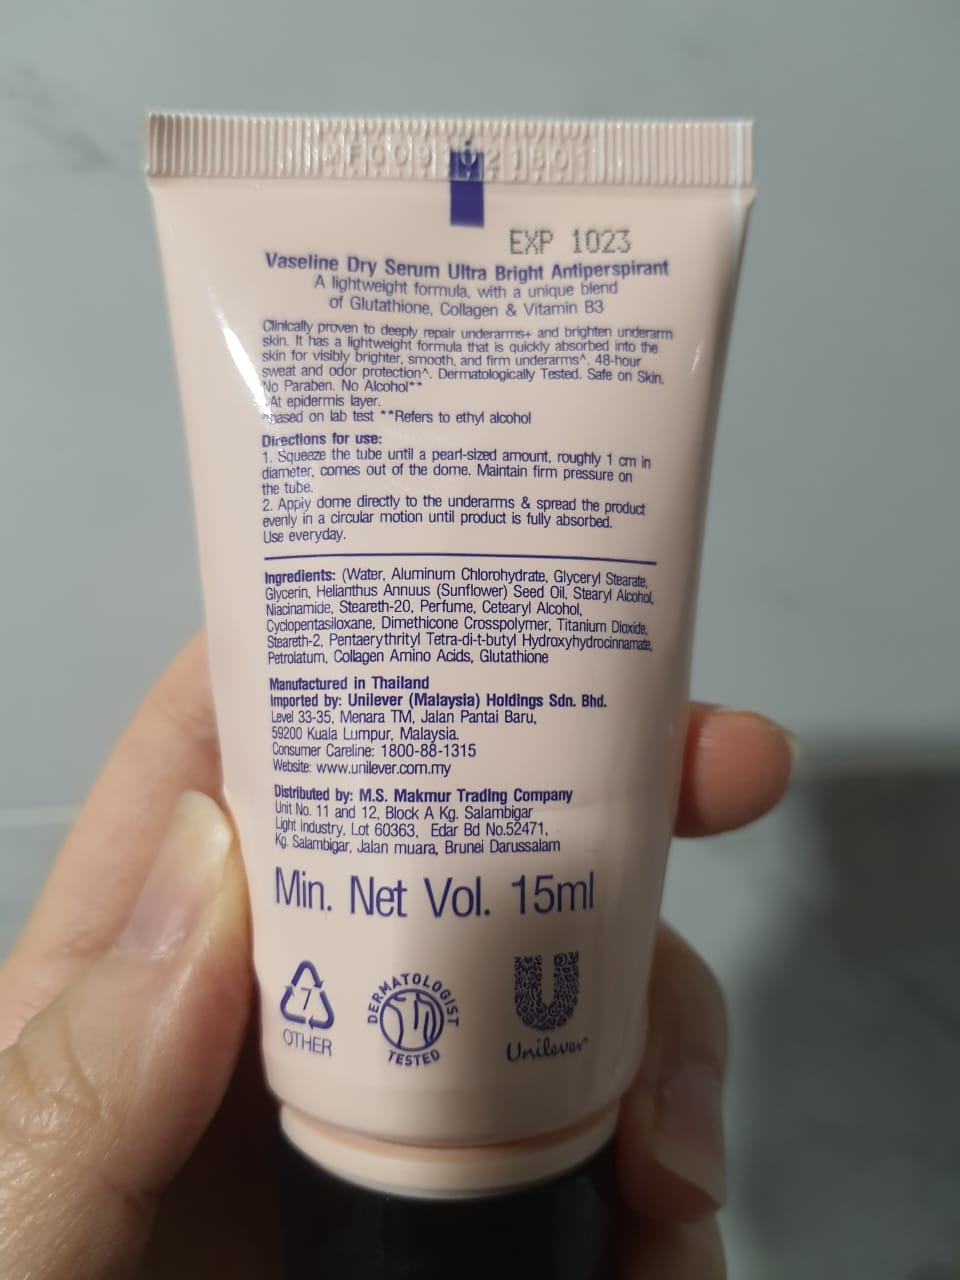 EXP 1023
Vaseline Dry Serum Ultra Bright Antiperspirant
A lightweight formula, with a unique blend
of Glutathione, Collagen & Vitamin B3
Clinically proven to deeply repair underarms+ and brighten underarm
skin. It has a lightweight formula that is quickly absorbed into the
skin for visibly brighter, smooth, and firm underarms^. 48-hour
sweat and odor protection^. Dermatologically Tested. Safe on Skin.
No Paraben. No Alcohol**
At epidermis layer.
based on lab test **Refers to ethyl alcohol
Directions for use:
1. Squeeze the tube until a pearl-sized amount, roughly 1 cm in
diameter, comes out of the dome. Maintain firm pressure on
the tube.
2. Apply dome directly to the underarms & spread the product
evenly in a circular motion until product is fully absorbed.
Use everyday.
Ingredients: (Water, Aluminum Chlorohydrate, Glyceryl Stearate,
Glycerin, Helianthus Annuus (Sunflower) Seed Oil, Stearyl Alcohol,
Niacinamide, Steareth-20, Perfume, Cetearyl Alcohol,
Cyclopentasiloxane, Dimethicone Crosspolymer, Titanium Dioxide,
Steareth-2, Pentaerythrityl Tetra-di-t-butyl Hydroxyhydrocinnamate,
Petrolatum, Collagen Amino Acids, Glutathione
Manufactured in Thailand
Imported by: Unilever (Malaysia) Holdings Sdn. Bhd.
Level 33-35, Menara TM, Jalan Pantai Baru,
59200 Kuala Lumpur, Malaysia.
Consumer Careline: 1800-88-1315
Website: www.unilever.com.my
Distributed by: M.S. Makmur Trading Company
Unit No. 11 and 12, Block A Kg. Salambigar
Light Industry, Lot 60363, Edar Bd No.52471,
Kg. Salambigar, Jalan muara, Brunei Darussalam
Min. Net Vol. 15ml
7
OTHER
DERMATOLOGIST
TESTED
U
Unilever